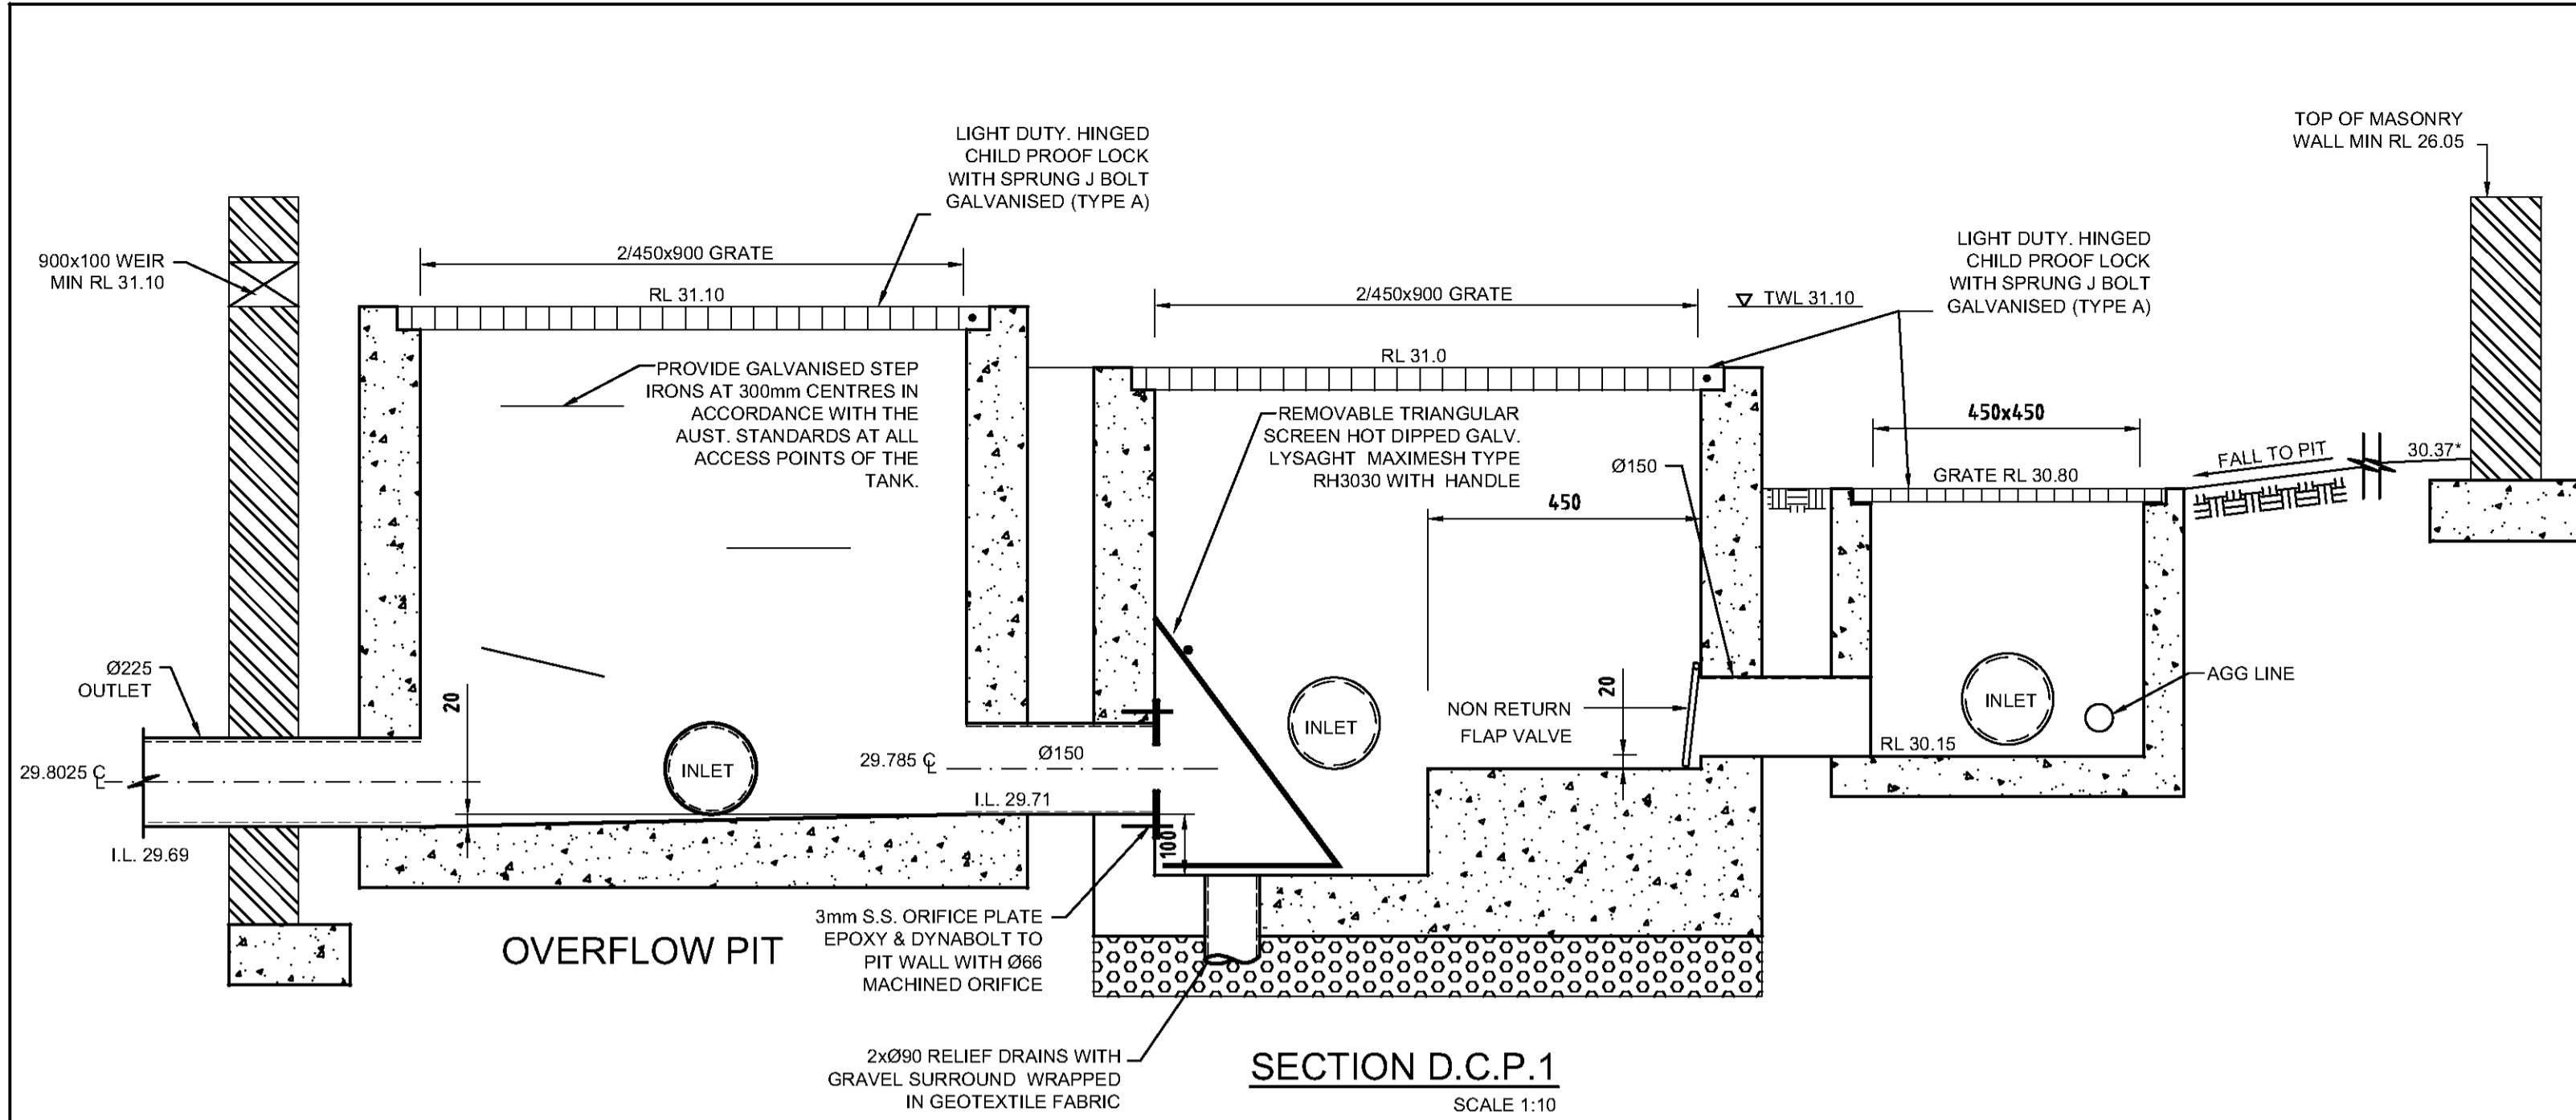 TOP OF MASONRY
WALL MIN RL 26.05
LIGHT DUTY. HINGED
CHILD PROOF LOCK
WITH SPRUNG J BOLT
GALVANISED (TYPE A)
900x100 WEIR
MIN RL 31.10
2/450x900 GRATE
RL 31.10
LIGHT DUTY. HINGED
CHILD PROOF LOCK
WITH SPRUNG J BOLT
GALVANISED (TYPE A)
2/450x900 GRATE
TWL 31.10
RL 31.0
PROVIDE GALVANISED STEP
IRONS AT 300mm CENTRES IN
ACCORDANCE WITH THE
AUST. STANDARDS AT ALL
ACCESS POINTS OF THE
TANK.
REMOVABLE TRIANGULAR
SCREEN HOT DIPPED GALV.
LYSAGHT MAXIMESH TYPE
RH3030 WITH HANDLE
450x450
Ø150
FALL TO PIT
30.37*
GRATE RL 30.80
450
Ø225
OUTLET
20
INLET
29.8025 ℄
I.L. 29.69
29.785 ℄
Ø150
I.L. 29.71
100
INLET
NON RETURN
FLAP VALVE
20
RL 30.15
INLET
AGG LINE
3mm S.S. ORIFICE PLATE
EPOXY & DYNABOLT TO
PIT WALL WITH Ø66
MACHINED ORIFICE
OVERFLOW PIT
2xØ90 RELIEF DRAINS WITH
GRAVEL SURROUND WRAPPED
IN GEOTEXTILE FABRIC
SECTION D.C.P.1
SCALE 1:10